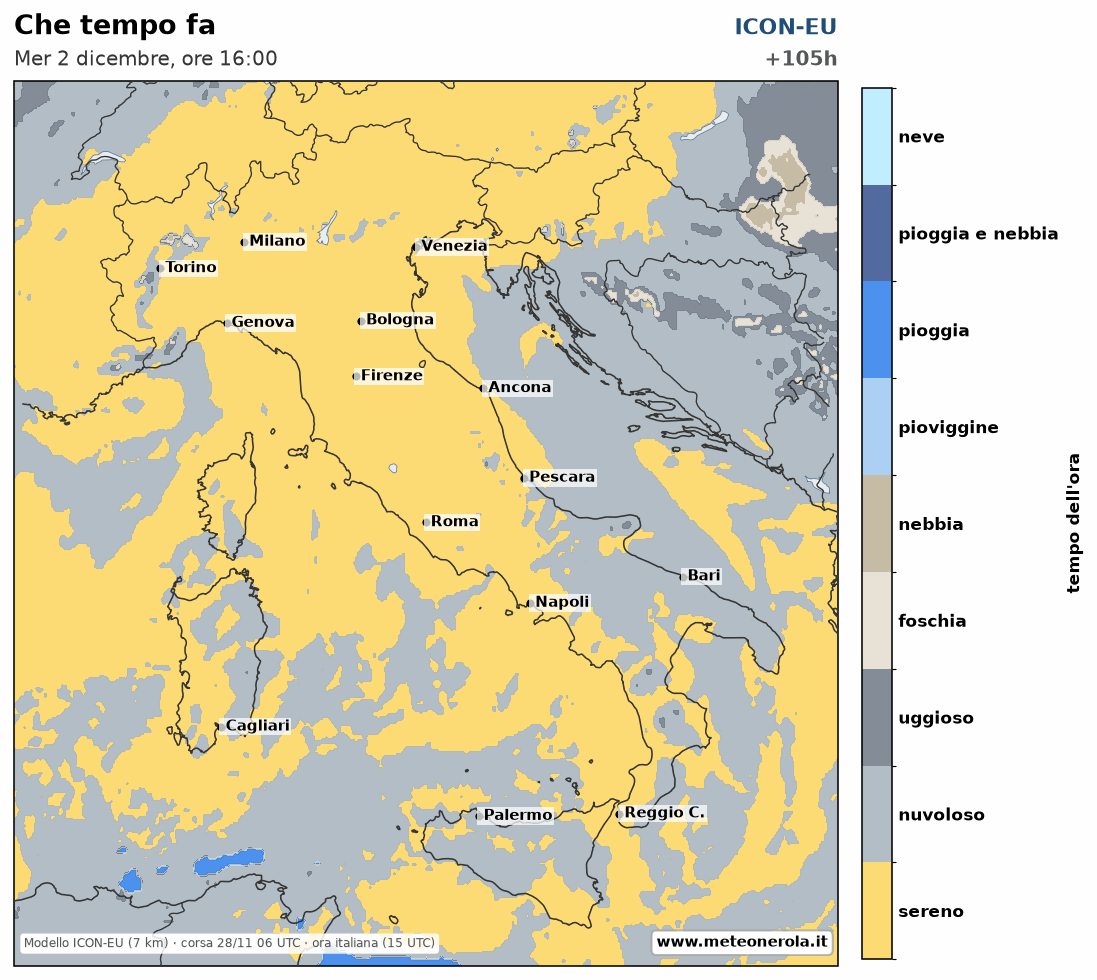 Che tempo fa
ICON-EU
Mer 2 dicembre, ore 16:00
+105h
neve
pioggia e nebbia
pioggia
pioviggine
nebbia
foschia
uggioso
nuvoloso
sereno
tempo dell'ora
Milano
Venezia
Torino
Genova
Bologna
Firenze
Ancona
Pescara
Roma
Bari
Napoli
Cagliari
Palermo
Reggio C.
Modello ICON-EU (7 km) · corsa 28/11 06 UTC · ora italiana (15 UTC)
www.meteonerola.it